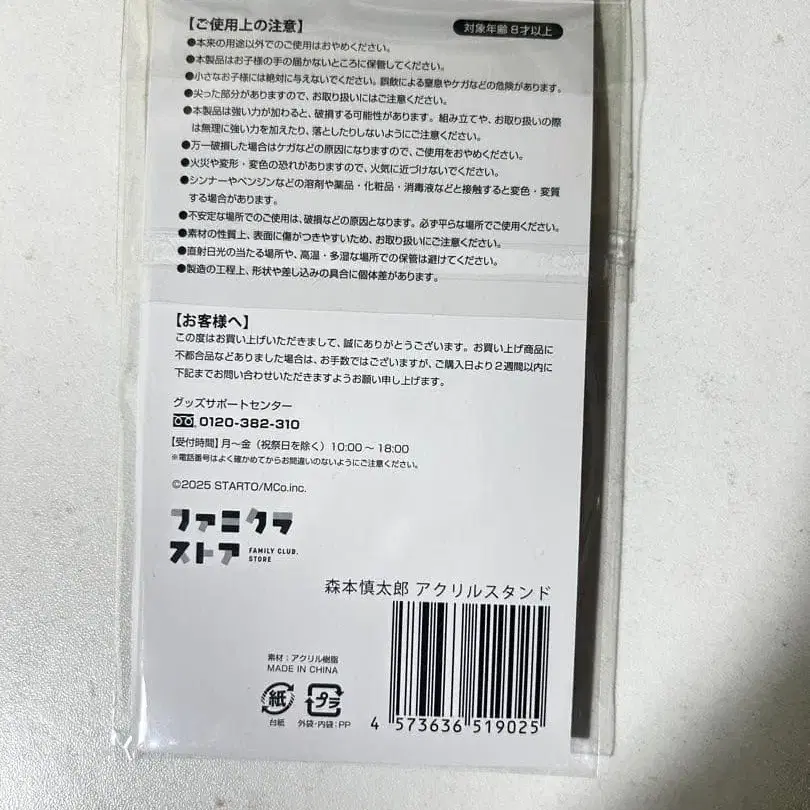 【ご使用上の注意】
対象年齢8才以上
●本来の用途以外でのご使用はおやめください。
●本製品はお子様の手の届かないところに保管してください。
●小さなお子様には絶対に与えないでください。誤飲による窒息やケガなどの危険があります。
●尖った部分がありますので、お取り扱いにはご注意ください。
●本製品は強い力が加わると、破損する可能性があります。組み立てや、お取り扱いの際
は無理に強い力を加えたり、落としたりしないようにご注意ください。
●万一破損した場合はケガなどの原因になりますので、ご使用をおやめください。
●火災や変形・変色の恐れがありますので、火気に近づけないでください。
●シンナーやベンジンなどの溶剤や薬品・化粧品・消毒液などと接触すると変色・変質
する場合があります。
●不安定な場所でのご使用は、破損などの原因となります。必ず平らな場所でご使用ください。
●素材の性質上、表面に傷がつきやすいため、お取り扱いにご注意ください。
●直射日光の当たる場所や、高温・多湿な場所での保管は避けてください。
●製造の工程上、形状や差し込みの具合に個体差があります。
【お客様へ】
この度はお買い上げいただきまして、誠にありがとうございます。お買い上げ商品に
不都合品などありました場合は、お手数ではございますが、ご購入日より2週間以内に
下記までお問い合わせいただきますようお願い申し上げます。
グッズサポートセンター
0120-382-310
【受付時間】月〜金（祝祭日を除く）10:00〜18:00
※電話番号はよく確かめてからお間違いのないようにご注意ください。
©2025 STARTO/MCo.inc.
ファミクラ
ストア FAMILY CLUB.
STORE
森本慎太郎 アクリルスタンド
素材：アクリル樹脂
MADE IN CHINA
紙
プラ
台紙
外袋・内袋：PP
4 573636 519025